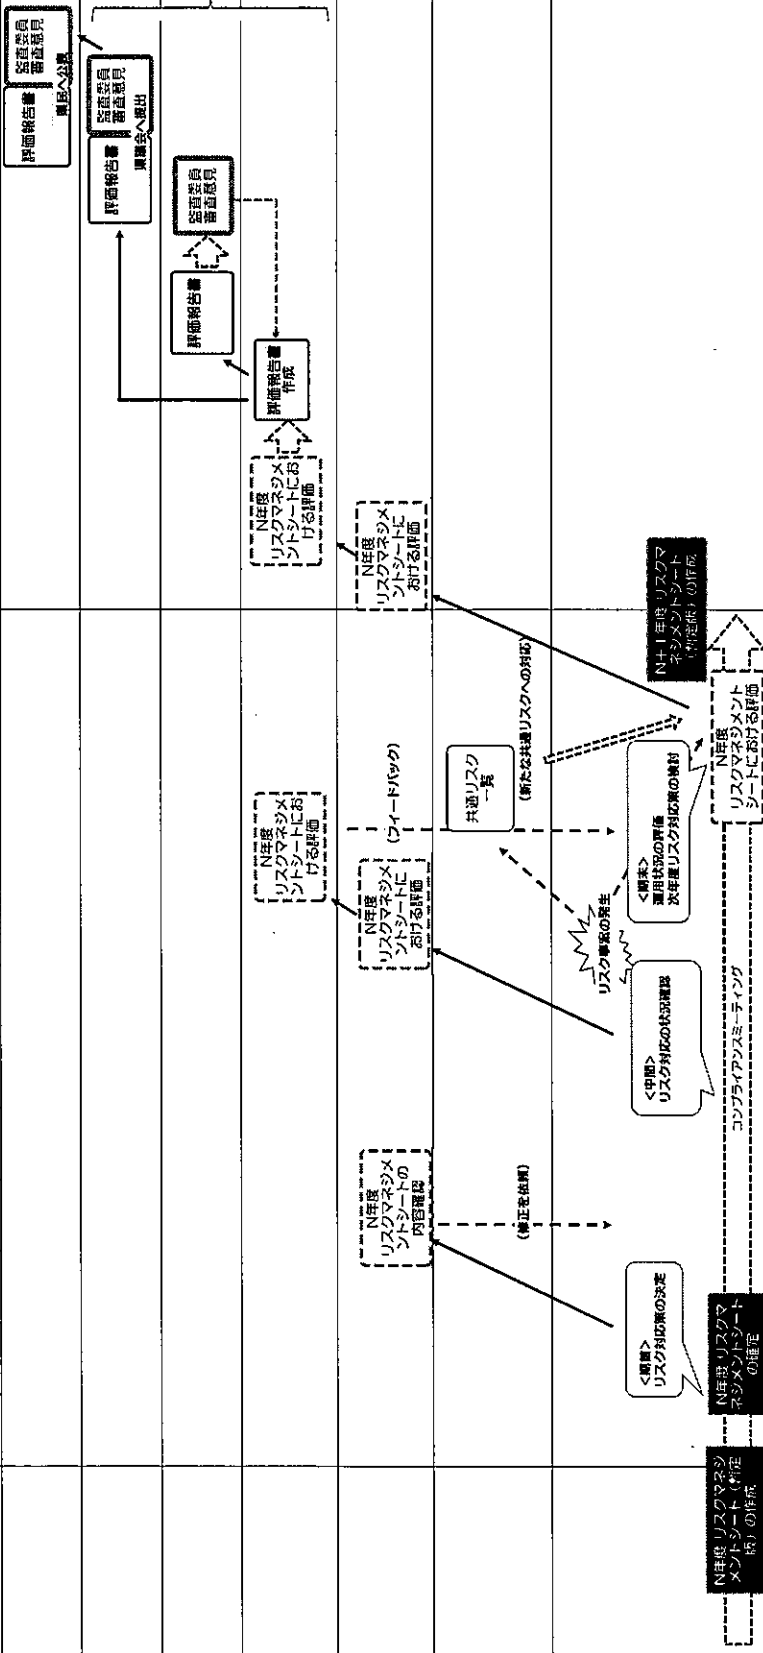 N年度 リスクマネジ
メントシート（暫定
版）の作成
N年度 リスクマ
ネジメントシート
の確定
<期首>
リスク対応策の決定
N年度
リスクマネジメ
ントシートの
内容確認
(修正を依頼)
コンプライアンスミーティング
<中間>
リスク対応の状況確認
N年度
リスクマネジメ
ントシートに
おける評価
N年度
リスクマネジメ
ントシートにお
ける評価
(フィードバック)
リスク事案の発生
共通リスク
一覧
(新たな共通リスクへの対応)
<期末>
運用状況の評価
次年度リスク対応策の検討
N年度
リスクマネジメント
シートにおける評価
N＋1年度 リスクマ
ネジメントシート
（暫定版）の作成
N年度
リスクマネジメ
ントシートに
おける評価
N年度
リスクマネジメ
ントシートにお
ける評価
評価報告書
作成
評価報告書
監査委員
審査意見
評価報告書
監査委員
審査意見
県議会へ提出
評価報告書
監査委員
審査意見
県民へ公表